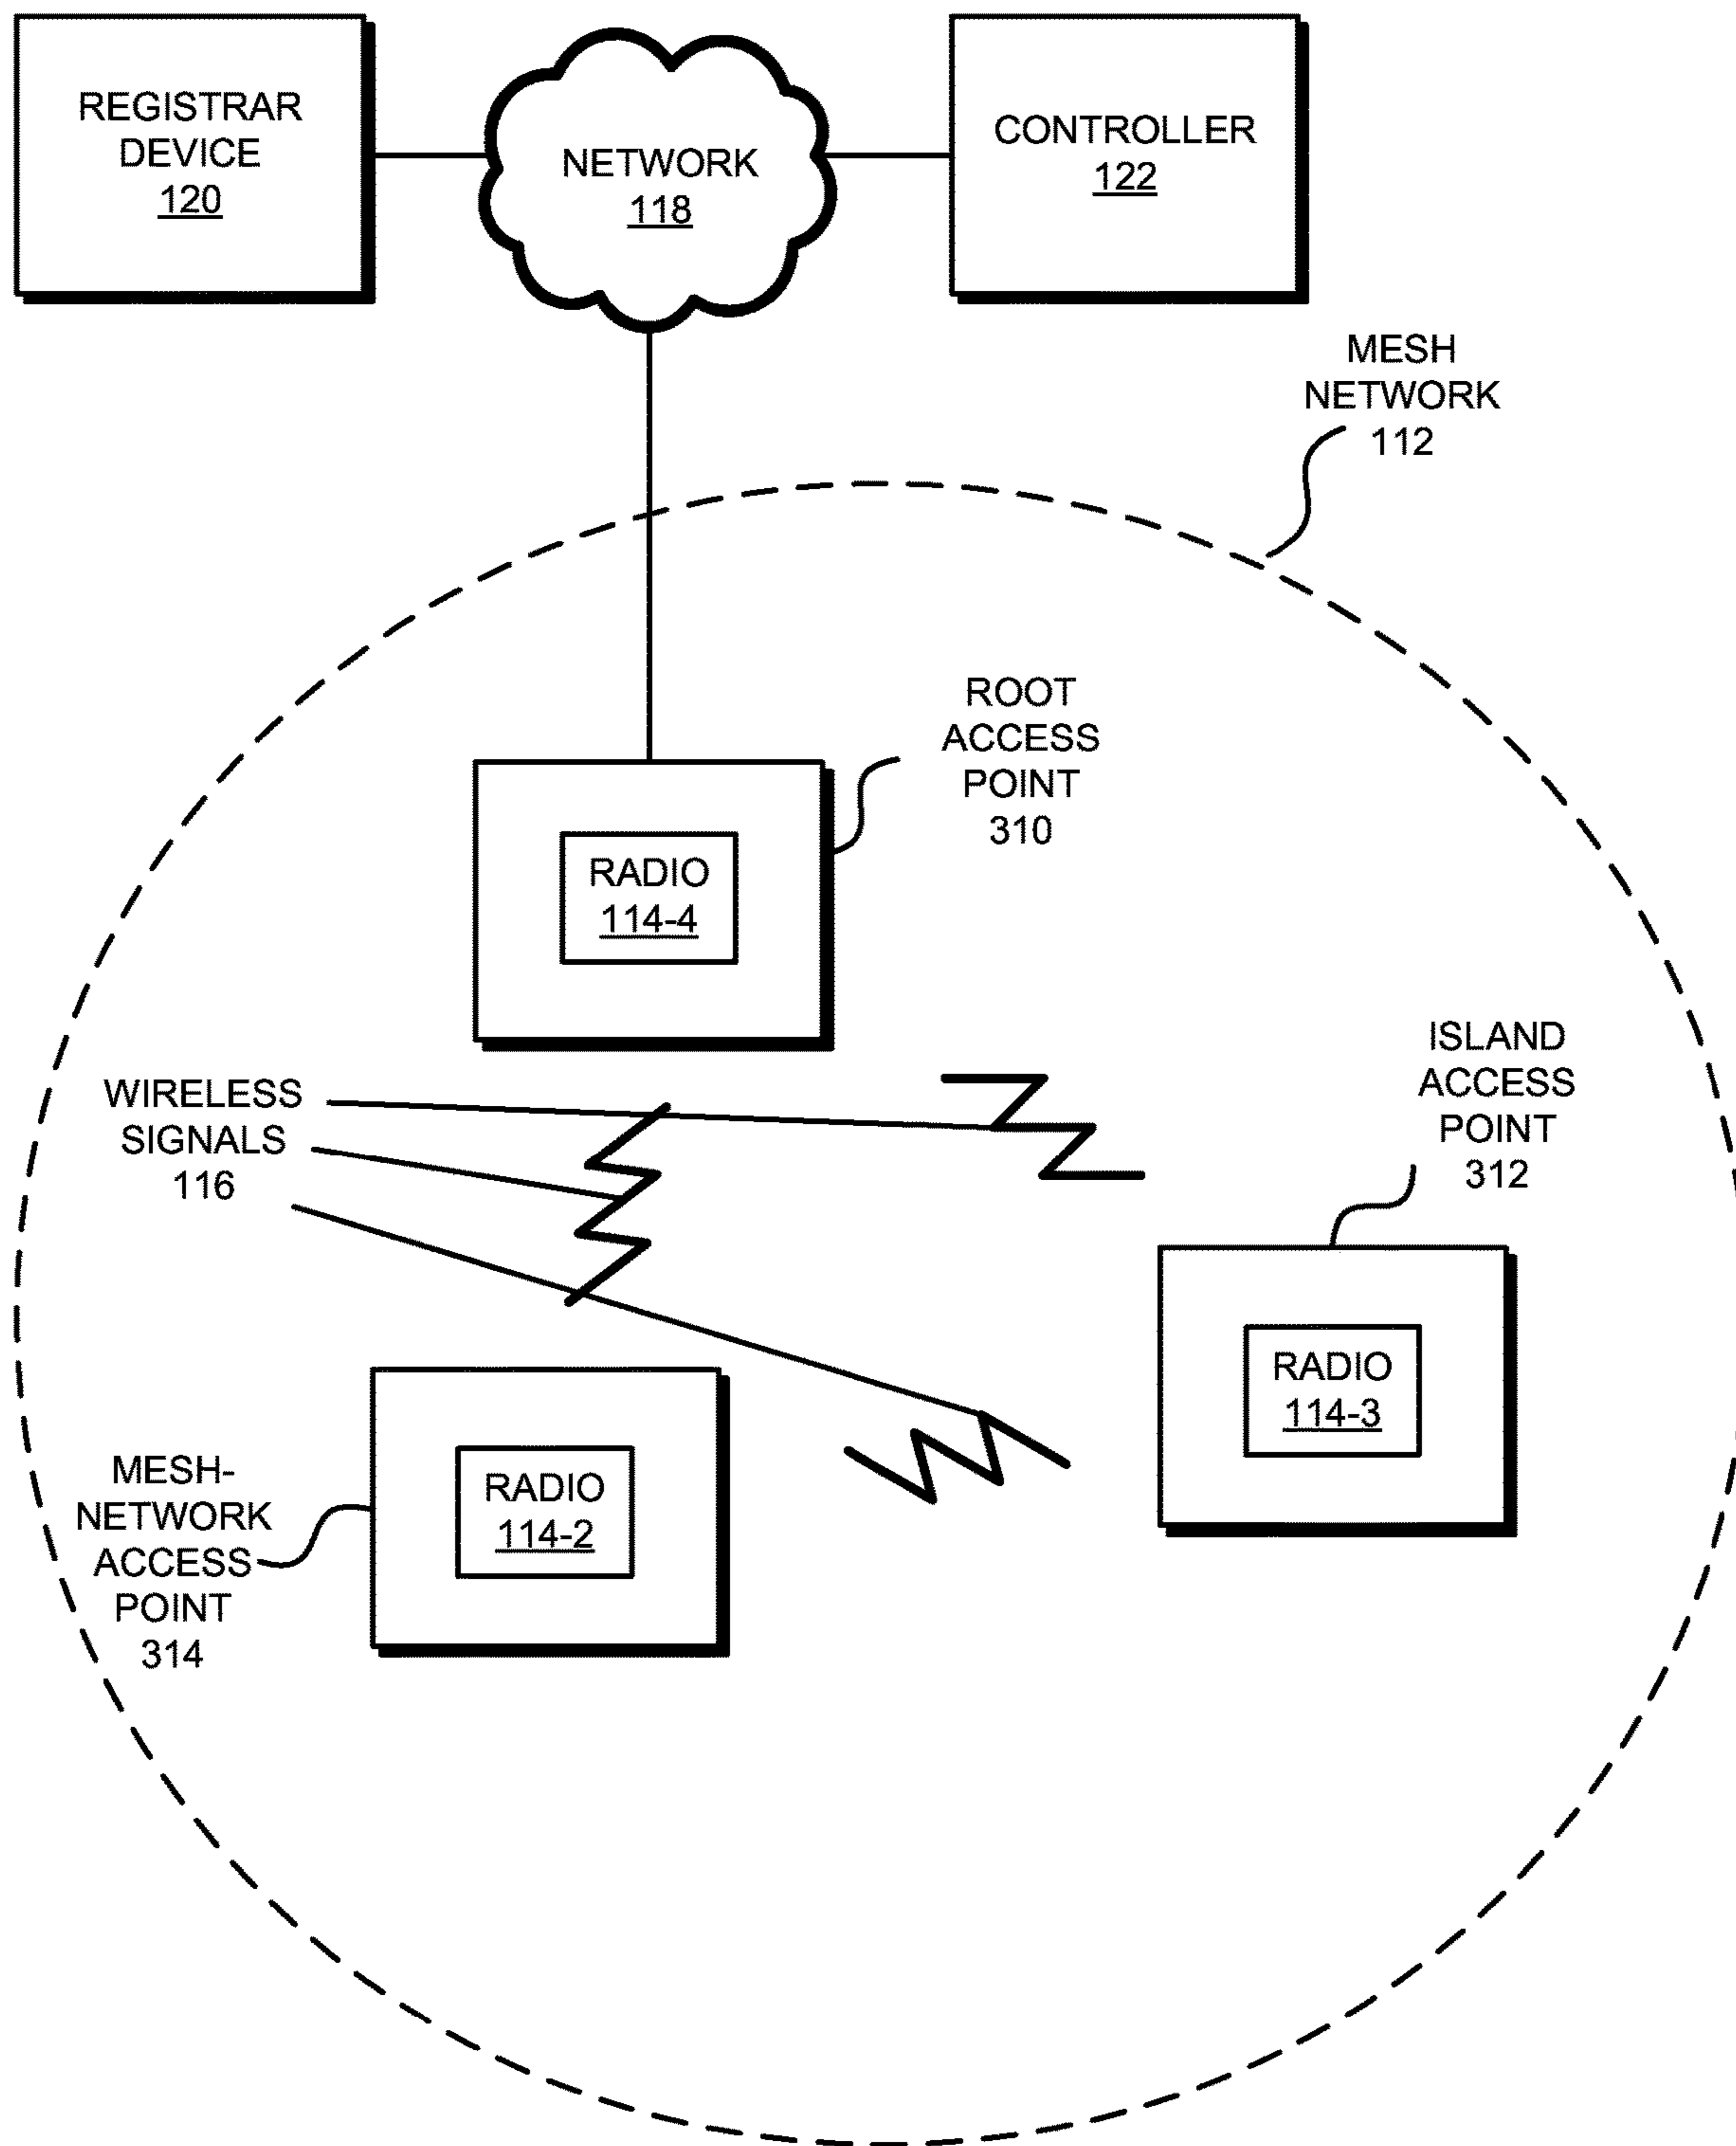 REGISTRAR
DEVICE
120
NETWORK
118
CONTROLLER
122
MESH
NETWORK
112
ROOT
ACCESS
POINT
310
RADIO
114-4
ISLAND
ACCESS
POINT
312
WIRELESS
SIGNALS
116
RADIO
114-3
MESH-
NETWORK
ACCESS
POINT
314
RADIO
114-2